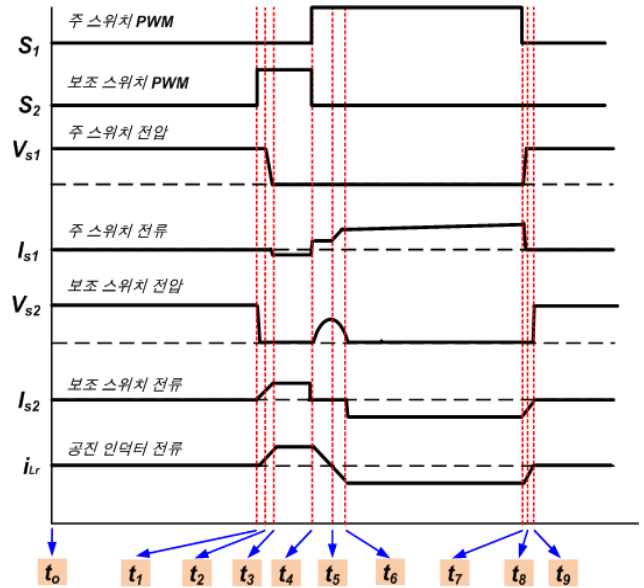 주 스위치 PWM
S1
보조 스위치 PWM
S2
주 스위치 전압
Vs1
주 스위치 전류
Is1
보조 스위치 전압
Vs2
보조 스위치 전류
Is2
공진 인덕터 전류
iLr
to t1 t2 t3 t4 t5 t6 t7 t8 t9